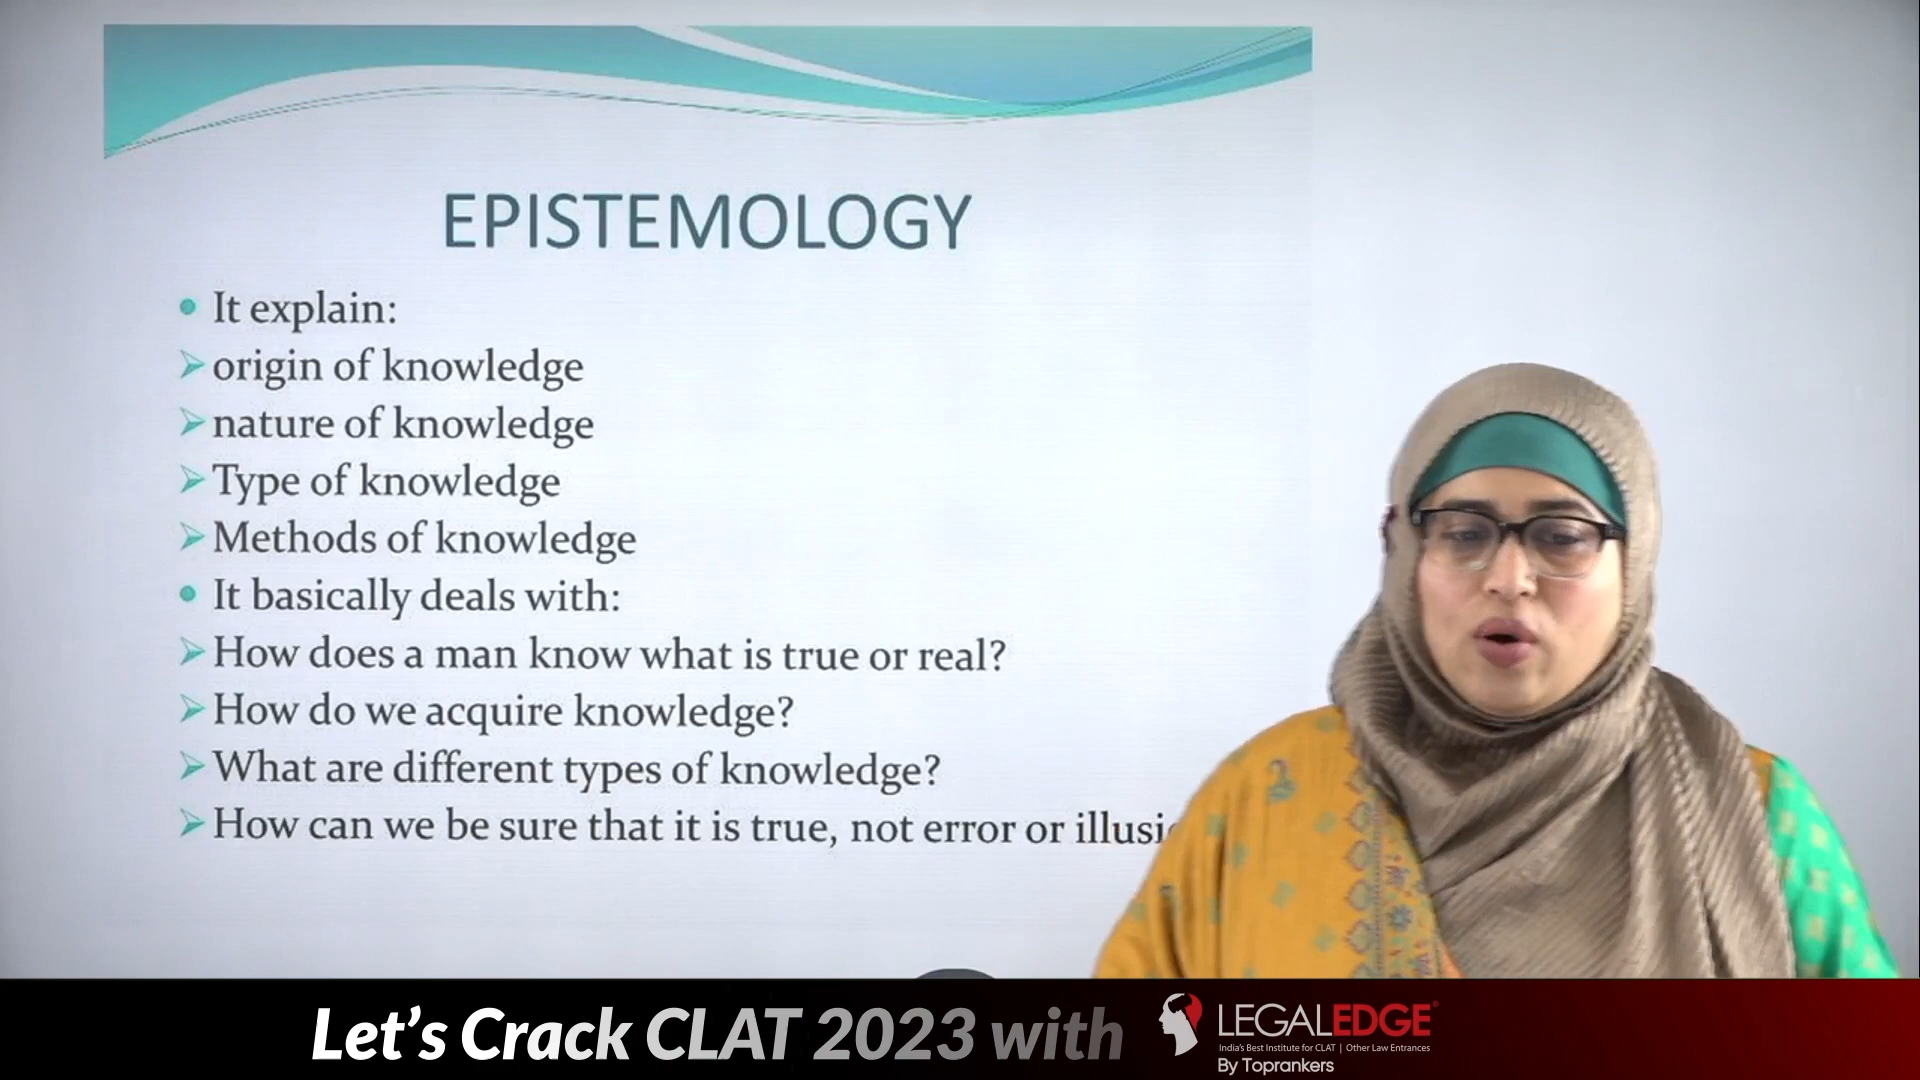 EPISTEMOLOGY
It explain:
origin of knowledge
nature of knowledge
Type of knowledge
Methods of knowledge
It basically deals with:
How does a man know what is true or real?
How do we acquire knowledge?
What are different types of knowledge?
How can we be sure that it is true, not error or
Let's Crack CLAT 2023 with
LEGALEDGE
India's Best Institute for CLAT | Other Law Entrances
By Toprankers